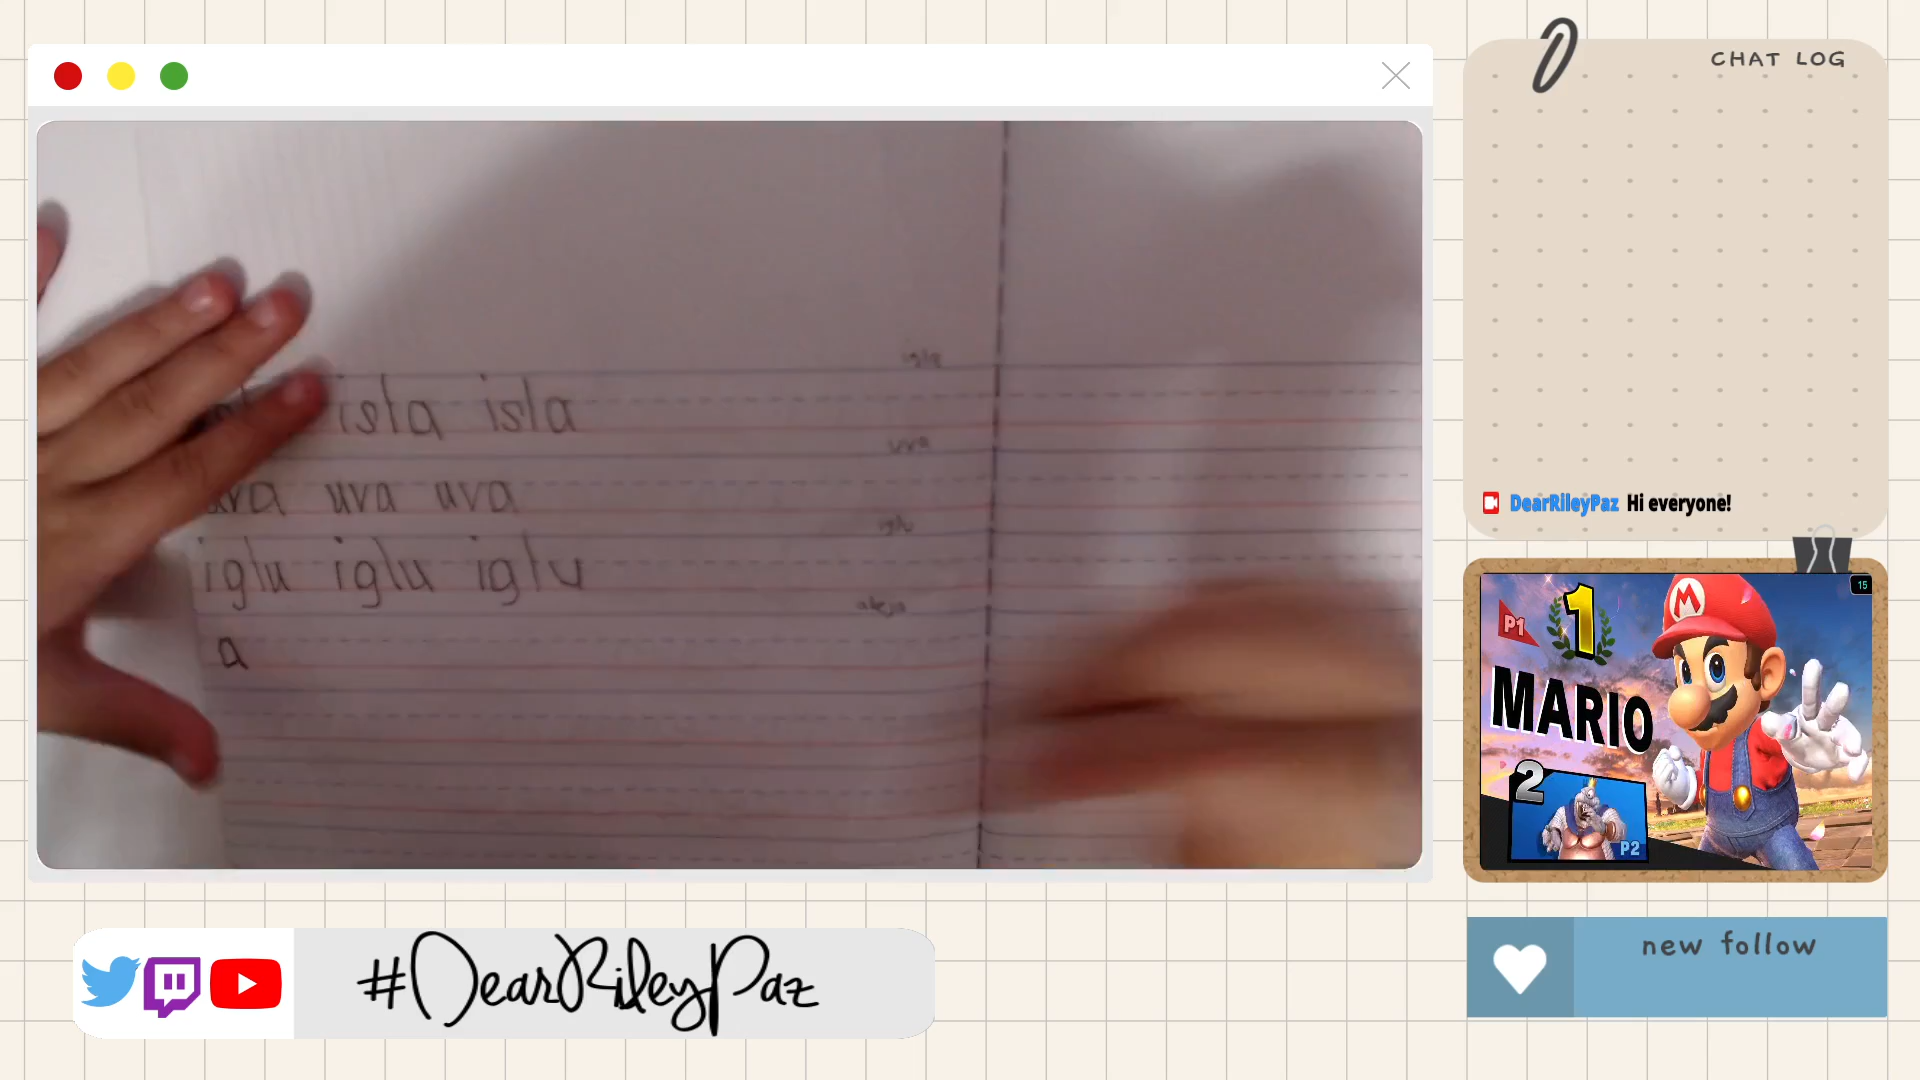 CHAT LOG
isla
isla isla
uva
uva uva uva
iglu
iglu iglu iglu
a
DearRileyPaz Hi everyone!
15
P1 1
MARIO
2
P2
#DearRileyPaz
new follow